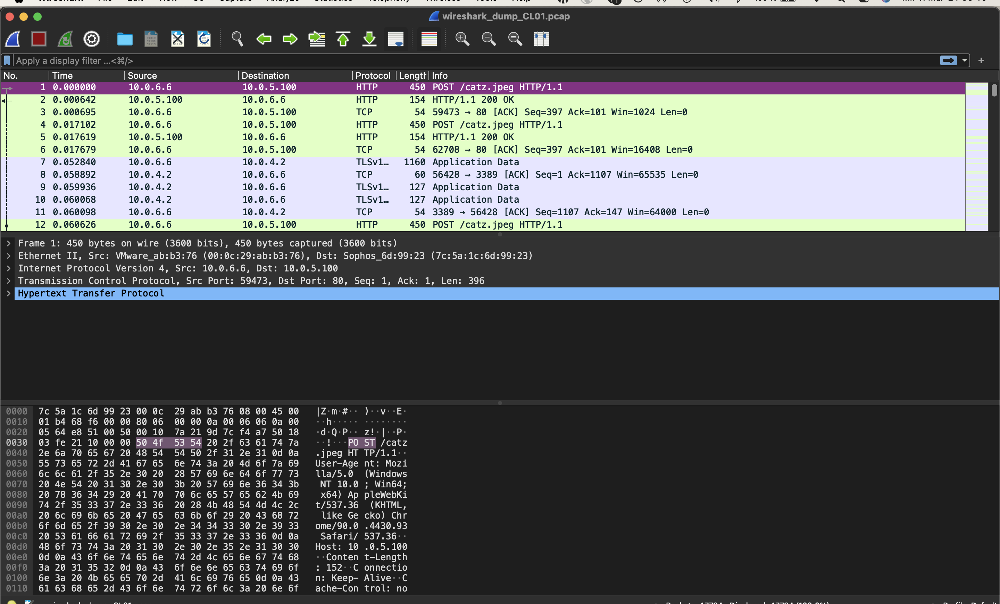 Wireshark File Edit View Go Capture Analyze Statistics Telephony Wireless Tools Help
wireshark_dump_CL01.pcap
Apply a display filter ...<⌘/>
No. Time Source Destination Protocol Length Info
1 0.000000 10.0.6.6 10.0.5.100 HTTP 450 POST /catz.jpeg HTTP/1.1
2 0.000642 10.0.5.100 10.0.6.6 HTTP 154 HTTP/1.1 200 OK
3 0.000695 10.0.6.6 10.0.5.100 TCP 54 59473 → 80 [ACK] Seq=397 Ack=101 Win=1024 Len=0
4 0.017102 10.0.6.6 10.0.5.100 HTTP 450 POST /catz.jpeg HTTP/1.1
5 0.017619 10.0.5.100 10.0.6.6 HTTP 154 HTTP/1.1 200 OK
6 0.017679 10.0.6.6 10.0.5.100 TCP 54 62708 → 80 [ACK] Seq=397 Ack=101 Win=16408 Len=0
7 0.052840 10.0.6.6 10.0.4.2 TLSv1… 1160 Application Data
8 0.058892 10.0.4.2 10.0.6.6 TCP 60 56428 → 3389 [ACK] Seq=1 Ack=1107 Win=65535 Len=0
9 0.059936 10.0.4.2 10.0.6.6 TLSv1… 127 Application Data
10 0.060068 10.0.4.2 10.0.6.6 TLSv1… 127 Application Data
11 0.060098 10.0.6.6 10.0.4.2 TCP 54 3389 → 56428 [ACK] Seq=1107 Ack=147 Win=64000 Len=0
12 0.060626 10.0.6.6 10.0.5.100 HTTP 450 POST /catz.jpeg HTTP/1.1
Frame 1: 450 bytes on wire (3600 bits), 450 bytes captured (3600 bits)
Ethernet II, Src: VMware_ab:b3:76 (00:0c:29:ab:b3:76), Dst: Sophos_6d:99:23 (7c:5a:1c:6d:99:23)
Internet Protocol Version 4, Src: 10.0.6.6, Dst: 10.0.5.100
Transmission Control Protocol, Src Port: 59473, Dst Port: 80, Seq: 1, Ack: 1, Len: 396
Hypertext Transfer Protocol
0000 7c 5a 1c 6d 99 23 00 0c 29 ab b3 76 08 00 45 00 |Z·m·#·· )··v··E·
0010 01 b4 68 f6 00 00 80 06 00 00 0a 00 06 06 0a 00 ··h····· ········
0020 05 64 e8 51 00 50 00 10 7a 21 9d 7c f4 a7 50 18 ·d·Q·P·· z!·|··P·
0030 03 fe 21 10 00 00 50 4f 53 54 20 2f 63 61 74 7a ··!···PO ST /catz
0040 2e 6a 70 65 67 20 48 54 54 50 2f 31 2e 31 0d 0a .jpeg HT TP/1.1··
0050 55 73 65 72 2d 41 67 65 6e 74 3a 20 4d 6f 7a 69 User-Age nt: Mozi
0060 6c 6c 61 2f 35 2e 30 20 28 57 69 6e 64 6f 77 73 lla/5.0 (Windows
0070 20 4e 54 20 31 30 2e 30 3b 20 57 69 6e 36 34 3b NT 10.0 ; Win64;
0080 20 78 36 34 29 20 41 70 70 6c 65 57 65 62 4b 69 x64) Ap pleWebKi
0090 74 2f 35 33 37 2e 33 36 20 28 4b 48 54 4d 4c 2c t/537.36 (KHTML,
00a0 20 6c 69 6b 65 20 47 65 63 6b 6f 29 20 43 68 72 like Ge cko) Chr
00b0 6f 6d 65 2f 39 30 2e 30 2e 34 34 33 30 2e 39 33 ome/90.0 .4430.93
00c0 20 53 61 66 61 72 69 2f 35 33 37 2e 33 36 0d 0a Safari/ 537.36··
00d0 48 6f 73 74 3a 20 31 30 2e 30 2e 35 2e 31 30 30 Host: 10 .0.5.100
00e0 0d 0a 43 6f 6e 74 65 6e 74 2d 4c 65 6e 67 74 68 ··Conten t-Length
00f0 3a 20 31 35 32 0d 0a 43 6f 6e 6e 65 63 74 69 6f : 152··C onnectio
0100 6e 3a 20 4b 65 65 70 2d 41 6c 69 76 65 0d 0a 43 n: Keep- Alive··C
0110 61 63 68 65 2d 43 6f 6e 74 72 6f 6c 3a 20 6e 6f ache-Con trol: no